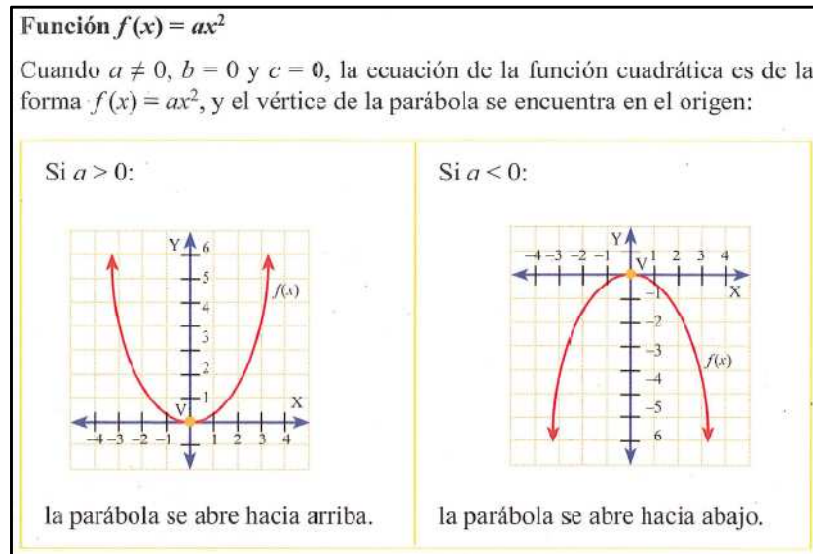 Función f(x) = ax²
Cuando a ≠ 0, b = 0 y c = 0, la ecuación de la función cuadrática es de la
forma f(x) = ax², y el vértice de la parábola se encuentra en el origen:
Si a > 0:
Y 6
5
f(x)
4
3
2
1
V X
-4 -3 -2 -1 1 2 3 4
la parábola se abre hacia arriba.
Si a < 0:
Y
-4 -3 -2 -1 V 1 2 3 4
X
-1
-2
-3
f(x)
-4
-5
6
la parábola se abre hacia abajo.